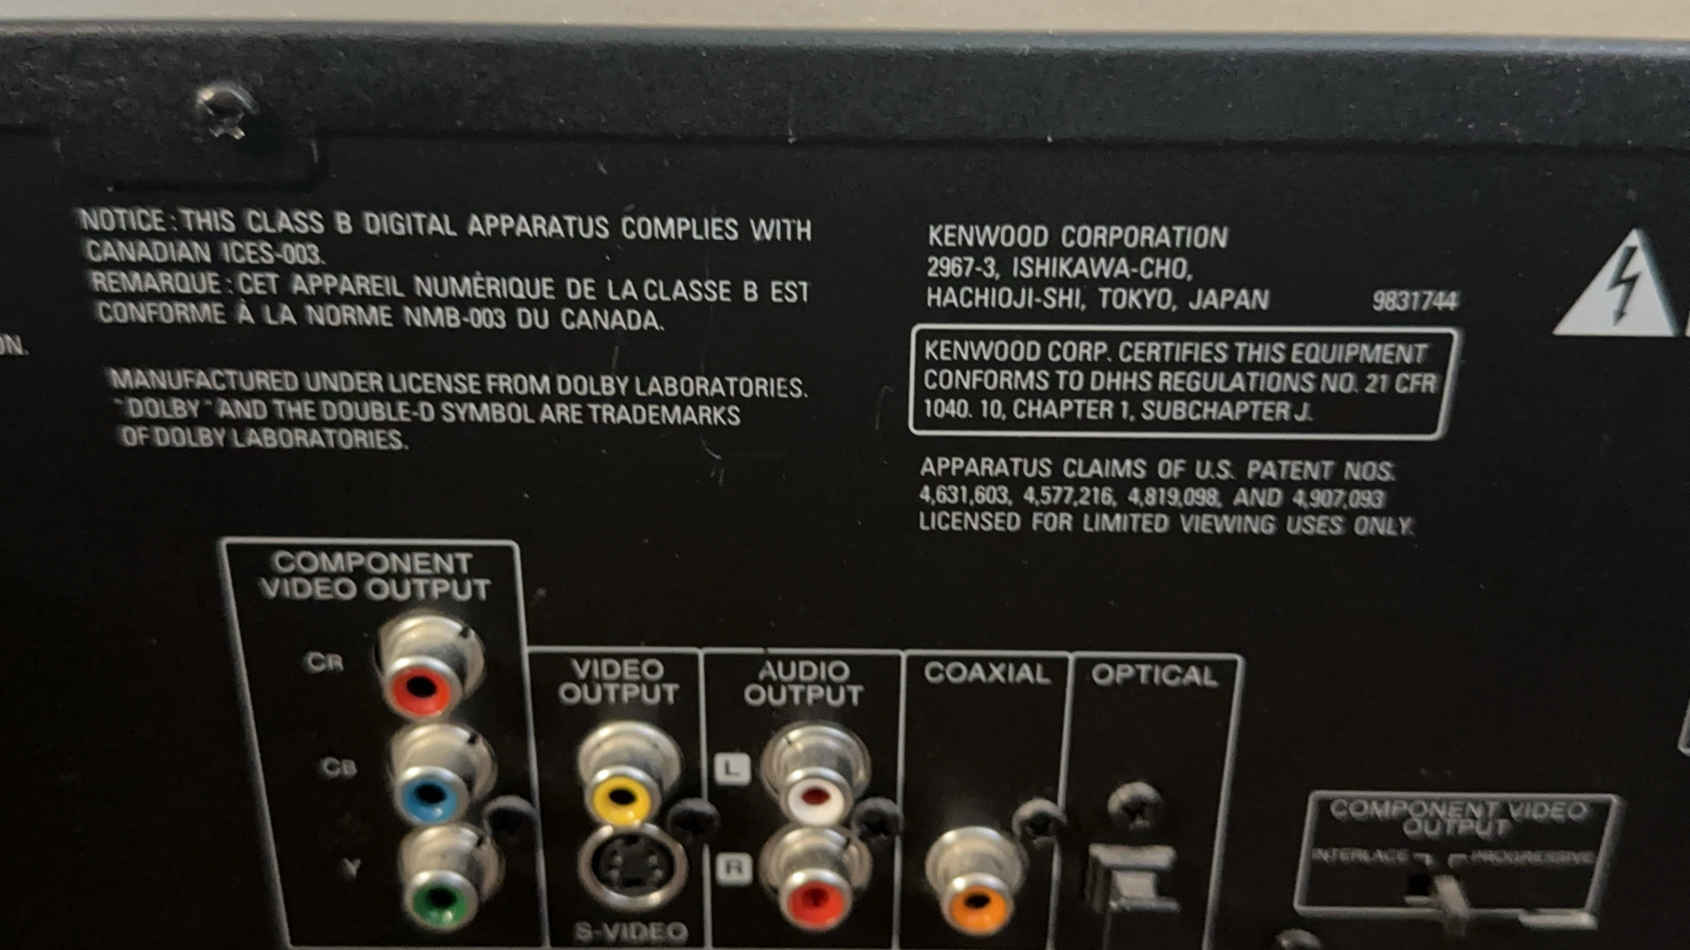 NOTICE : THIS CLASS B DIGITAL APPARATUS COMPLIES WITH
CANADIAN ICES-003.
REMARQUE : CET APPAREIL NUMÉRIQUE DE LA CLASSE B EST
CONFORME À LA NORME NMB-003 DU CANADA.
ON.
MANUFACTURED UNDER LICENSE FROM DOLBY LABORATORIES.
"DOLBY" AND THE DOUBLE-D SYMBOL ARE TRADEMARKS
OF DOLBY LABORATORIES.
KENWOOD CORPORATION
2967-3, ISHIKAWA-CHO,
HACHIOJI-SHI, TOKYO, JAPAN 9831744
KENWOOD CORP. CERTIFIES THIS EQUIPMENT
CONFORMS TO DHHS REGULATIONS NO. 21 CFR
1040. 10, CHAPTER 1, SUBCHAPTER J.
APPARATUS CLAIMS OF U.S. PATENT NOS.
4,631,603, 4,577,216, 4,819,098, AND 4,907,093
LICENSED FOR LIMITED VIEWING USES ONLY.
COMPONENT
VIDEO OUTPUT
CR
CB
Y
VIDEO
OUTPUT
S-VIDEO
AUDIO
OUTPUT
L
R
COAXIAL
OPTICAL
COMPONENT VIDEO
OUTPUT
INTERLACE PROGRESSIVE